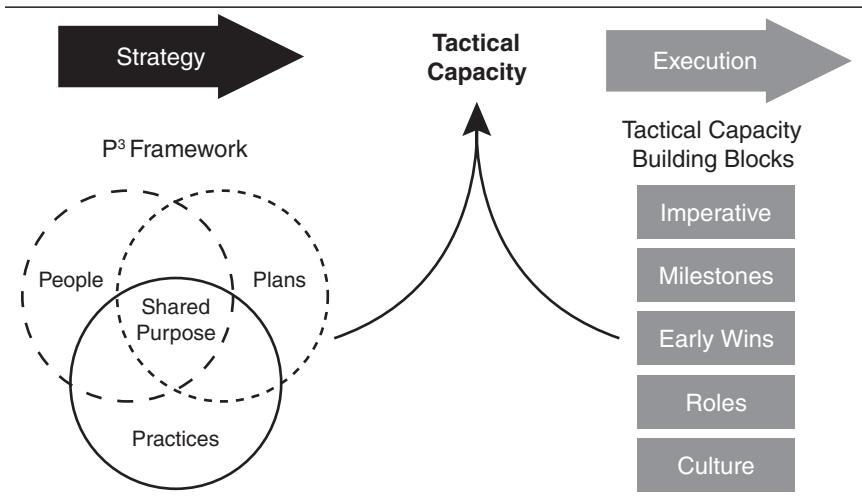 Strategy
Tactical
Capacity
Execution
P³ Framework
People
Plans
Shared
Purpose
Practices
Tactical Capacity
Building Blocks
Imperative
Milestones
Early Wins
Roles
Culture